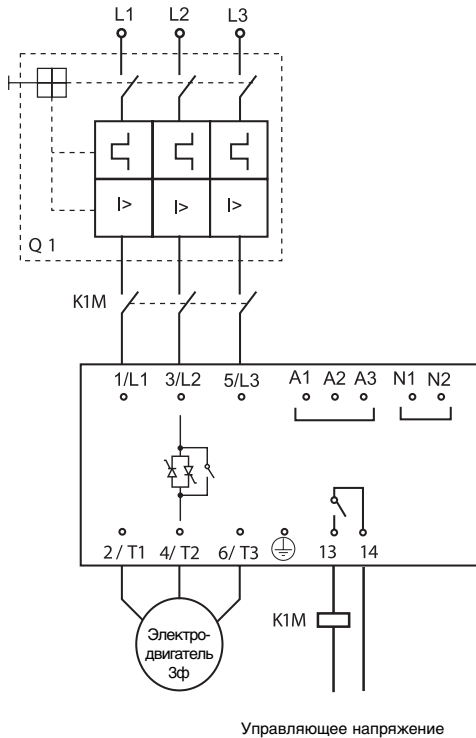 L1 L2 L3
I> I> I>
Q 1
K1M
1/L1 3/L2 5/L3 A1 A2 A3 N1 N2
2/ T1 4/ T2 6/ T3 13 14
Электро-
двигатель
3ф
K1M
Управляющее напряжение